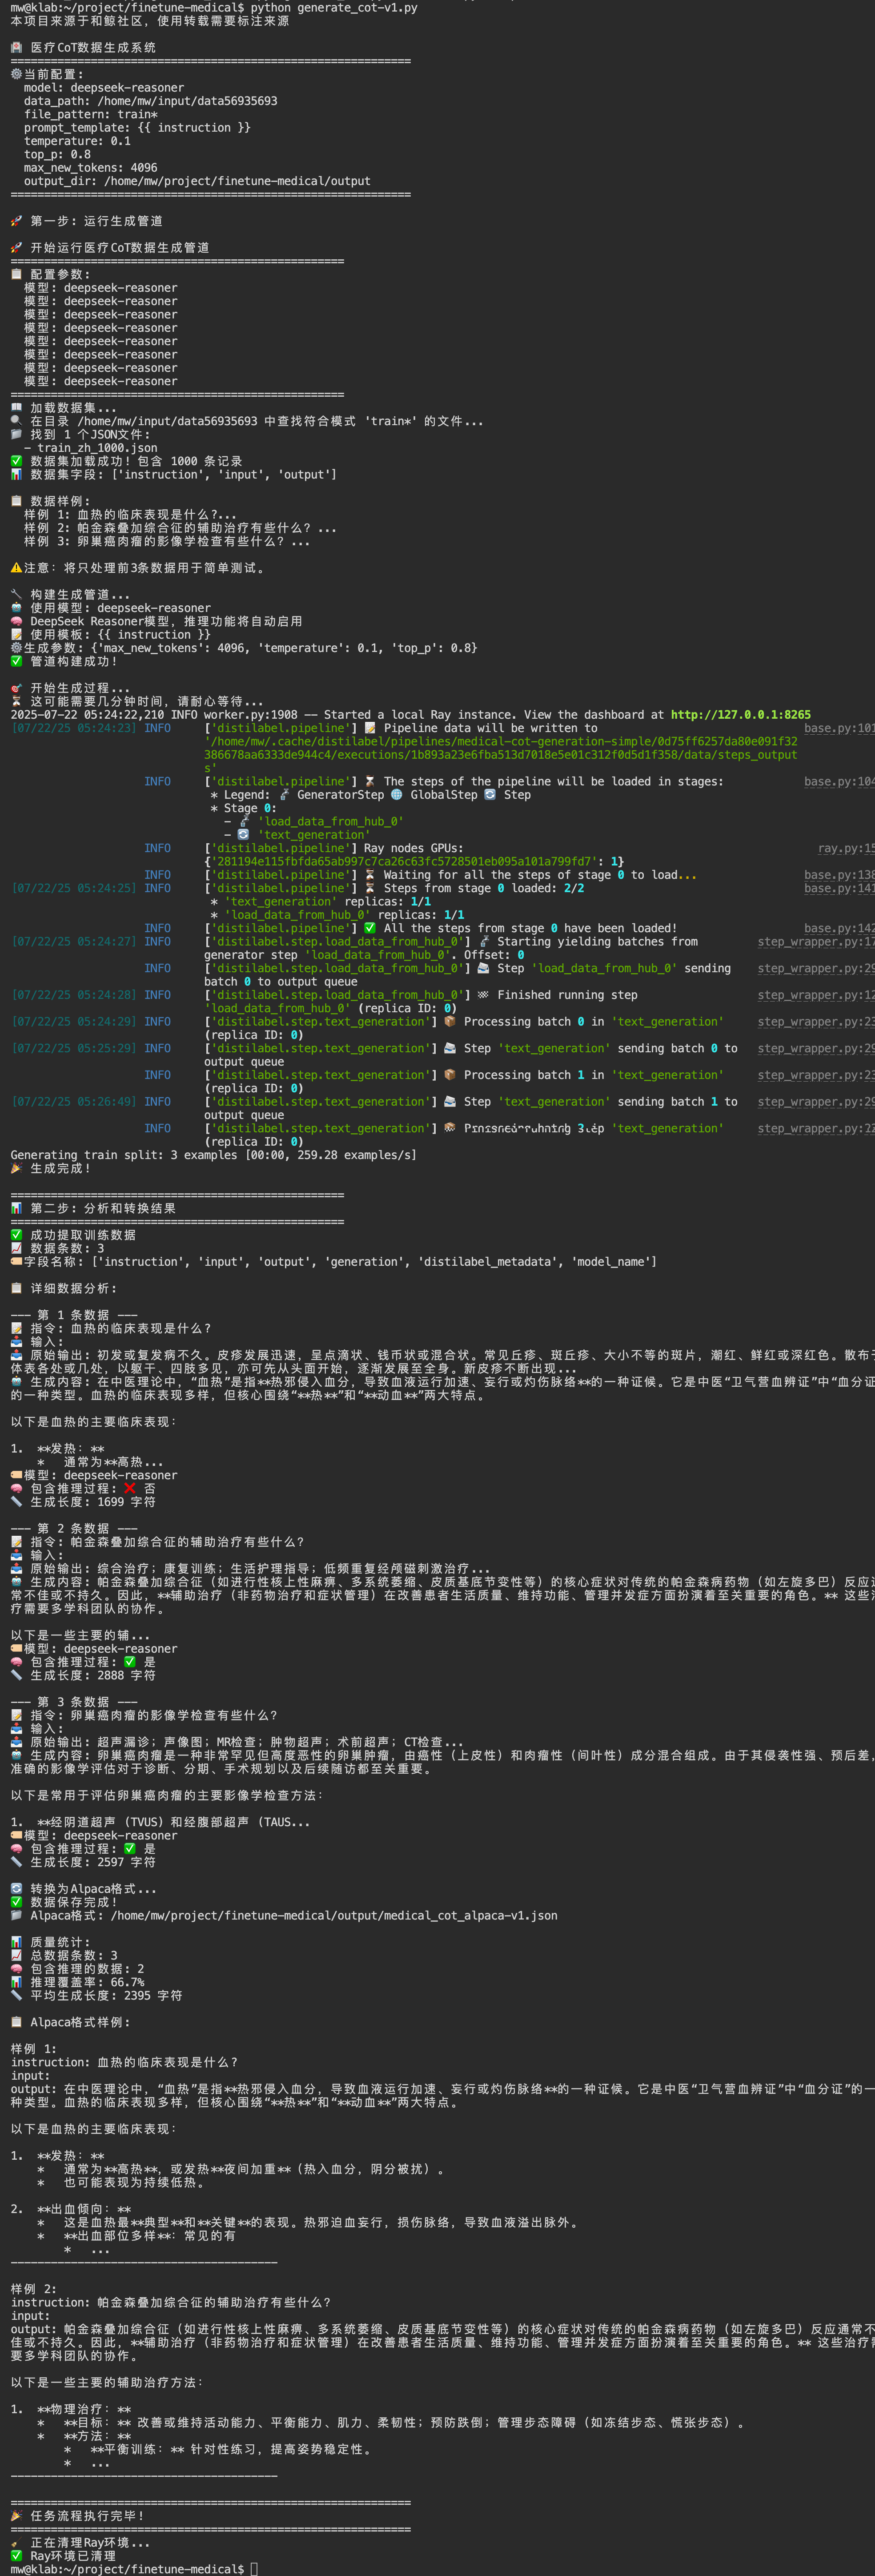 mw@klab:~/project/finetune-medical$ python generate_cot-v1.py
本项目来源于和鲸社区，使用转载需要标注来源
🏥 医疗CoT数据生成系统
============================================================
⚙️当前配置:
model: deepseek-reasoner
data_path: /home/mw/input/data56935693
file_pattern: train*
prompt_template: {{ instruction }}
temperature: 0.1
top_p: 0.8
max_new_tokens: 4096
output_dir: /home/mw/project/finetune-medical/output
============================================================
🚀 第一步: 运行生成管道
🚀 开始运行医疗CoT数据生成管道
==================================================
📋 配置参数:
模型: deepseek-reasoner
模型: deepseek-reasoner
模型: deepseek-reasoner
模型: deepseek-reasoner
模型: deepseek-reasoner
模型: deepseek-reasoner
模型: deepseek-reasoner
模型: deepseek-reasoner
==================================================
📖 加载数据集...
🔍 在目录 /home/mw/input/data56935693 中查找符合模式 'train*' 的文件...
📁 找到 1 个JSON文件:
- train_zh_1000.json
✅ 数据集加载成功！包含 1000 条记录
📊 数据集字段: ['instruction', 'input', 'output']
📋 数据样例:
样例 1: 血热的临床表现是什么?...
样例 2: 帕金森叠加综合征的辅助治疗有些什么？...
样例 3: 卵巢癌肉瘤的影像学检查有些什么？...
⚠️注意: 将只处理前3条数据用于简单测试。
🔧 构建生成管道...
🤖 使用模型: deepseek-reasoner
🧠 DeepSeek Reasoner模型，推理功能将自动启用
📝 使用模板: {{ instruction }}
⚙️生成参数: {'max_new_tokens': 4096, 'temperature': 0.1, 'top_p': 0.8}
✅ 管道构建成功！
🎯 开始生成过程...
⏳ 这可能需要几分钟时间，请耐心等待...
2025-07-22 05:24:22,210 INFO worker.py:1908 -- Started a local Ray instance. View the dashboard at http://127.0.0.1:8265
[07/22/25 05:24:23] INFO ['distilabel.pipeline'] 📝 Pipeline data will be written to base.py:101
'/home/mw/.cache/distilabel/pipelines/medical-cot-generation-simple/0d75ff6257da80e091f32
386678aa6333de944c4/executions/1b893a23e6fba513d7018e5e01c312f0d5d1f358/data/steps_output
s'
INFO ['distilabel.pipeline'] ⌛ The steps of the pipeline will be loaded in stages: base.py:104
* Legend: 🚰 GeneratorStep 🌐 GlobalStep 🔄 Step
* Stage 0:
- 🚰 'load_data_from_hub_0'
- 🔄 'text_generation'
INFO ['distilabel.pipeline'] Ray nodes GPUs: ray.py:15
{'281194e115fbfda65ab997c7ca26c63fc5728501eb095a101a799fd7': 1}
INFO ['distilabel.pipeline'] ⏳ Waiting for all the steps of stage 0 to load... base.py:138
[07/22/25 05:24:25] INFO ['distilabel.pipeline'] ⏳ Steps from stage 0 loaded: 2/2 base.py:141
* 'text_generation' replicas: 1/1
* 'load_data_from_hub_0' replicas: 1/1
INFO ['distilabel.pipeline'] ✅ All the steps from stage 0 have been loaded! base.py:142
[07/22/25 05:24:27] INFO ['distilabel.step.load_data_from_hub_0'] 🚰 Starting yielding batches from step_wrapper.py:17
generator step 'load_data_from_hub_0'. Offset: 0
INFO ['distilabel.step.load_data_from_hub_0'] 📨 Step 'load_data_from_hub_0' sending step_wrapper.py:29
batch 0 to output queue
[07/22/25 05:24:28] INFO ['distilabel.step.load_data_from_hub_0'] 🏁 Finished running step step_wrapper.py:12
'load_data_from_hub_0' (replica ID: 0)
[07/22/25 05:24:29] INFO ['distilabel.step.text_generation'] 📦 Processing batch 0 in 'text_generation' step_wrapper.py:23
(replica ID: 0)
[07/22/25 05:25:29] INFO ['distilabel.step.text_generation'] 📨 Step 'text_generation' sending batch 0 to step_wrapper.py:29
output queue
INFO ['distilabel.step.text_generation'] 📦 Processing batch 1 in 'text_generation' step_wrapper.py:23
(replica ID: 0)
[07/22/25 05:26:49] INFO ['distilabel.step.text_generation'] 📨 Step 'text_generation' sending batch 1 to step_wrapper.py:29
output queue
INFO ['distilabel.step.text_generation'] 'text_generation'
(replica ID: 0)
Generating train split: 3 examples [00:00, 259.28 examples/s]
🎉 生成完成！
==================================================
📊 第二步: 分析和转换结果
==================================================
✅ 成功提取训练数据
📈 数据条数: 3
🏷️字段名称: ['instruction', 'input', 'output', 'generation', 'distilabel_metadata', 'model_name']
📋 详细数据分析:
--- 第 1 条数据 ---
📝 指令: 血热的临床表现是什么?
📥 输入:
📤 原始输出: 初发或复发病不久。皮疹发展迅速，呈点滴状、钱币状或混合状。常见丘疹、斑丘疹、大小不等的斑片，潮红、鲜红或深红色。散布于
体表各处或几处，以躯干、四肢多见，亦可先从头面开始，逐渐发展至全身。新皮疹不断出现...
🤖 生成内容: 在中医理论中，“血热”是指**热邪侵入血分，导致血液运行加速、妄行或灼伤脉络**的一种证候。它是中医“卫气营血辨证”中“血分证
的一种类型。血热的临床表现多样，但核心围绕“**热**”和“**动血**”两大特点。
以下是血热的主要临床表现：
1. **发热：**
* 通常为**高热...
🏷️模型: deepseek-reasoner
🧠 包含推理过程: ❌ 否
📏 生成长度: 1699 字符
--- 第 2 条数据 ---
📝 指令: 帕金森叠加综合征的辅助治疗有些什么？
📥 输入:
📤 原始输出: 综合治疗；康复训练；生活护理指导；低频重复经颅磁刺激治疗...
🤖 生成内容: 帕金森叠加综合征（如进行性核上性麻痹、多系统萎缩、皮质基底节变性等）的核心症状对传统的帕金森病药物（如左旋多巴）反应通
常不佳或不持久。因此，**辅助治疗（非药物治疗和症状管理）在改善患者生活质量、维持功能、管理并发症方面扮演着至关重要的角色。** 这些治
疗需要多学科团队的协作。
以下是一些主要的辅...
🏷️模型: deepseek-reasoner
🧠 包含推理过程: ✅ 是
📏 生成长度: 2888 字符
--- 第 3 条数据 ---
📝 指令: 卵巢癌肉瘤的影像学检查有些什么？
📥 输入:
📤 原始输出: 超声漏诊；声像图；MR检查；肿物超声；术前超声；CT检查...
🤖 生成内容: 卵巢癌肉瘤是一种非常罕见但高度恶性的卵巢肿瘤，由癌性（上皮性）和肉瘤性（间叶性）成分混合组成。由于其侵袭性强、预后差，
准确的影像学评估对于诊断、分期、手术规划以及后续随访都至关重要。
以下是常用于评估卵巢癌肉瘤的主要影像学检查方法：
1. **经阴道超声 (TVUS) 和经腹部超声 (TAUS...
🏷️模型: deepseek-reasoner
🧠 包含推理过程: ✅ 是
📏 生成长度: 2597 字符
🔄 转换为Alpaca格式...
✅ 数据保存完成！
📁 Alpaca格式: /home/mw/project/finetune-medical/output/medical_cot_alpaca-v1.json
📊 质量统计:
📈 总数据条数: 3
🧠 包含推理的数据: 2
📊 推理覆盖率: 66.7%
📏 平均生成长度: 2395 字符
📋 Alpaca格式样例:
样例 1:
instruction: 血热的临床表现是什么?
input:
output: 在中医理论中，“血热”是指**热邪侵入血分，导致血液运行加速、妄行或灼伤脉络**的一种证候。它是中医“卫气营血辨证”中“血分证”的一
种类型。血热的临床表现多样，但核心围绕“**热**”和“**动血**”两大特点。
以下是血热的主要临床表现：
1. **发热：**
* 通常为**高热**，或发热**夜间加重**（热入血分，阴分被扰）。
* 也可能表现为持续低热。
2. **出血倾向：**
* 这是血热最**典型**和**关键**的表现。热邪迫血妄行，损伤脉络，导致血液溢出脉外。
* **出血部位多样**：常见的有
* ...
----------------------------------------
样例 2:
instruction: 帕金森叠加综合征的辅助治疗有些什么？
input:
output: 帕金森叠加综合征（如进行性核上性麻痹、多系统萎缩、皮质基底节变性等）的核心症状对传统的帕金森病药物（如左旋多巴）反应通常不
佳或不持久。因此，**辅助治疗（非药物治疗和症状管理）在改善患者生活质量、维持功能、管理并发症方面扮演着至关重要的角色。** 这些治疗需
要多学科团队的协作。
以下是一些主要的辅助治疗方法：
1. **物理治疗：**
* **目标：** 改善或维持活动能力、平衡能力、肌力、柔韧性；预防跌倒；管理步态障碍（如冻结步态、慌张步态）。
* **方法：**
* **平衡训练：** 针对性练习，提高姿势稳定性。
* ...
----------------------------------------
============================================================
🎉 任务流程执行完毕！
============================================================
🧹 正在清理Ray环境...
✅ Ray环境已清理
mw@klab:~/project/finetune-medical$